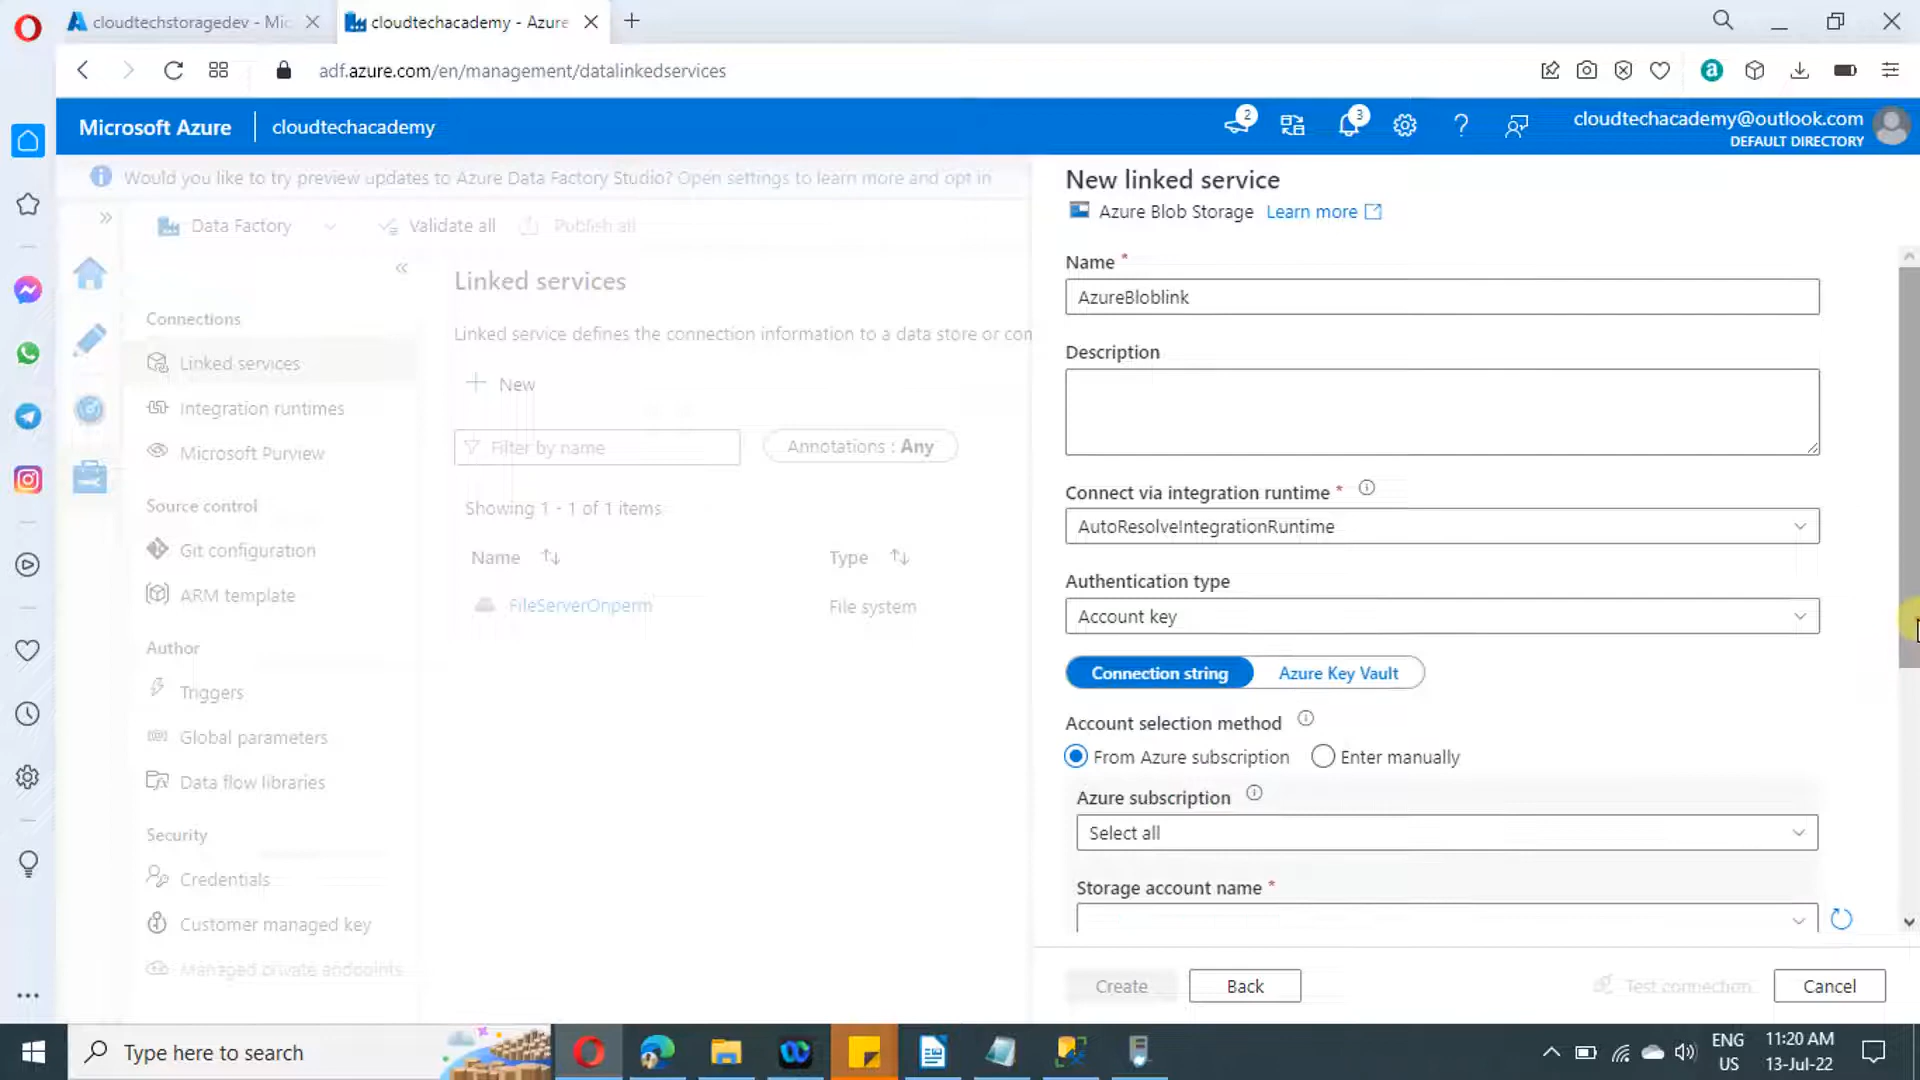 cloudtechstoragedev - Mic
cloudtechacademy - Azure
adf.azure.com/en/management/datalinkedservices
Microsoft Azure
cloudtechacademy
2
3
cloudtechacademy@outlook.com
DEFAULT DIRECTORY
Would you like to try preview updates to Azure Data Factory Studio? Open settings to learn more and opt in
Data Factory
Validate all
Publish all
Connections
Linked services
Integration runtimes
Microsoft Purview
Source control
Git configuration
ARM template
Author
Triggers
Global parameters
Data flow libraries
Security
Credentials
Customer managed key
Managed private endpoints
Linked services
Linked service defines the connection information to a data store or con
New
Filter by name
Annotations : Any
Showing 1 - 1 of 1 items
Name
Type
FileServerOnperm
File system
New linked service
Azure Blob Storage Learn more
Name *
AzureBloblink
Description
Connect via integration runtime *
AutoResolveIntegrationRuntime
Authentication type
Account key
Connection string
Azure Key Vault
Account selection method
From Azure subscription
Enter manually
Azure subscription
Select all
Storage account name *
Create
Back
Test connection
Cancel
Type here to search
ENG
US
11:20 AM
13-Jul-22